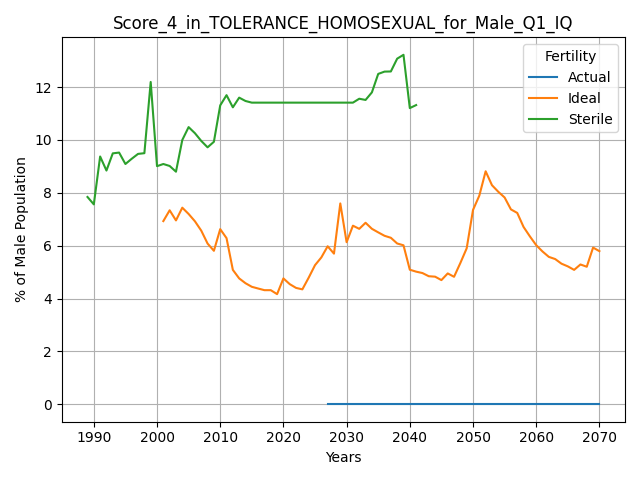 Score_4_in_TOLERANCE_HOMOSEXUAL_for_Male_Q1_IQ
% of Male Population
12
10
8
6
4
2
0
Fertility
Actual
Ideal
Sterile
1990 2000 2010 2020 2030 2040 2050 2060 2070
Years